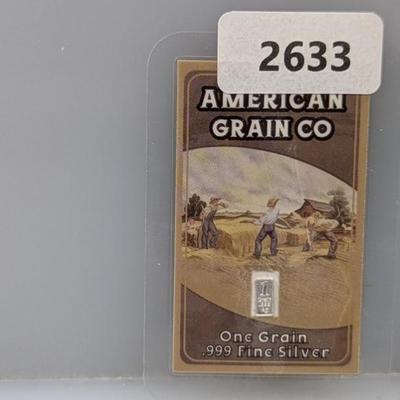 2633
AMERICAN
GRAIN CO
One Grain
.999 Fine Silver